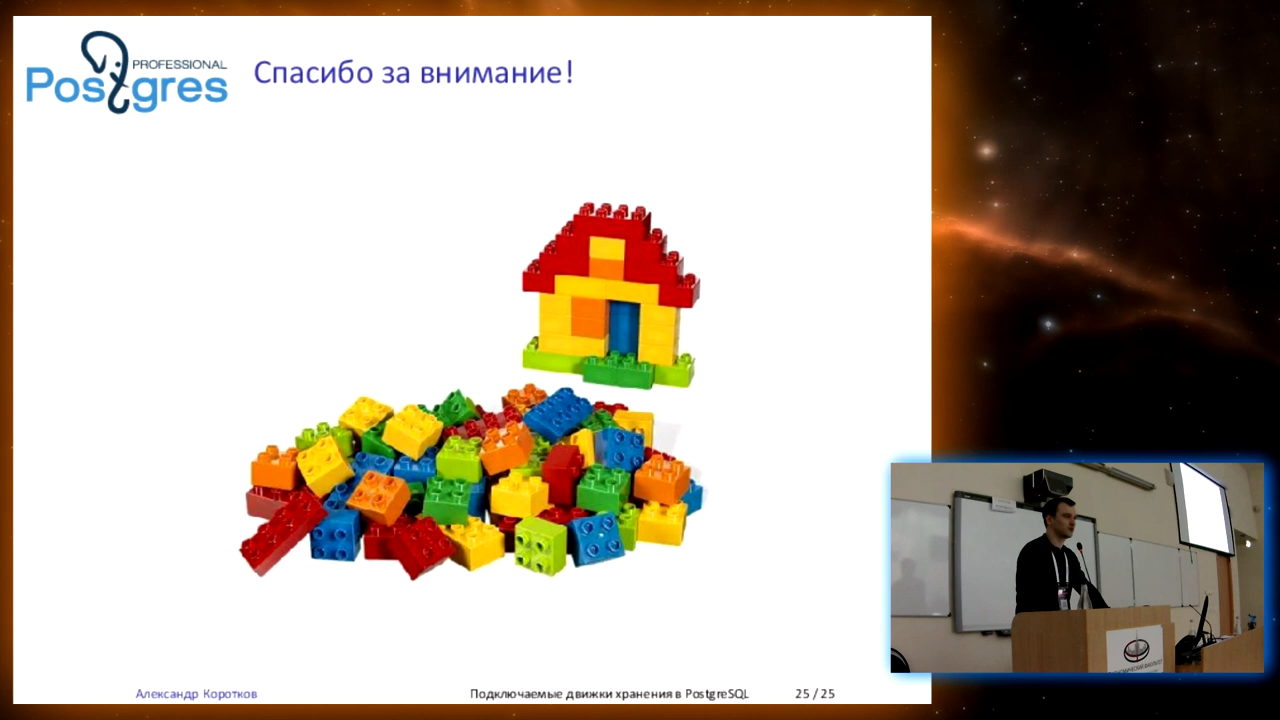 PROFESSIONAL
Postgres
Спасибо за внимание!
Александр Коротков
Подключаемые движки хранения в PostgreSQL
25 / 25